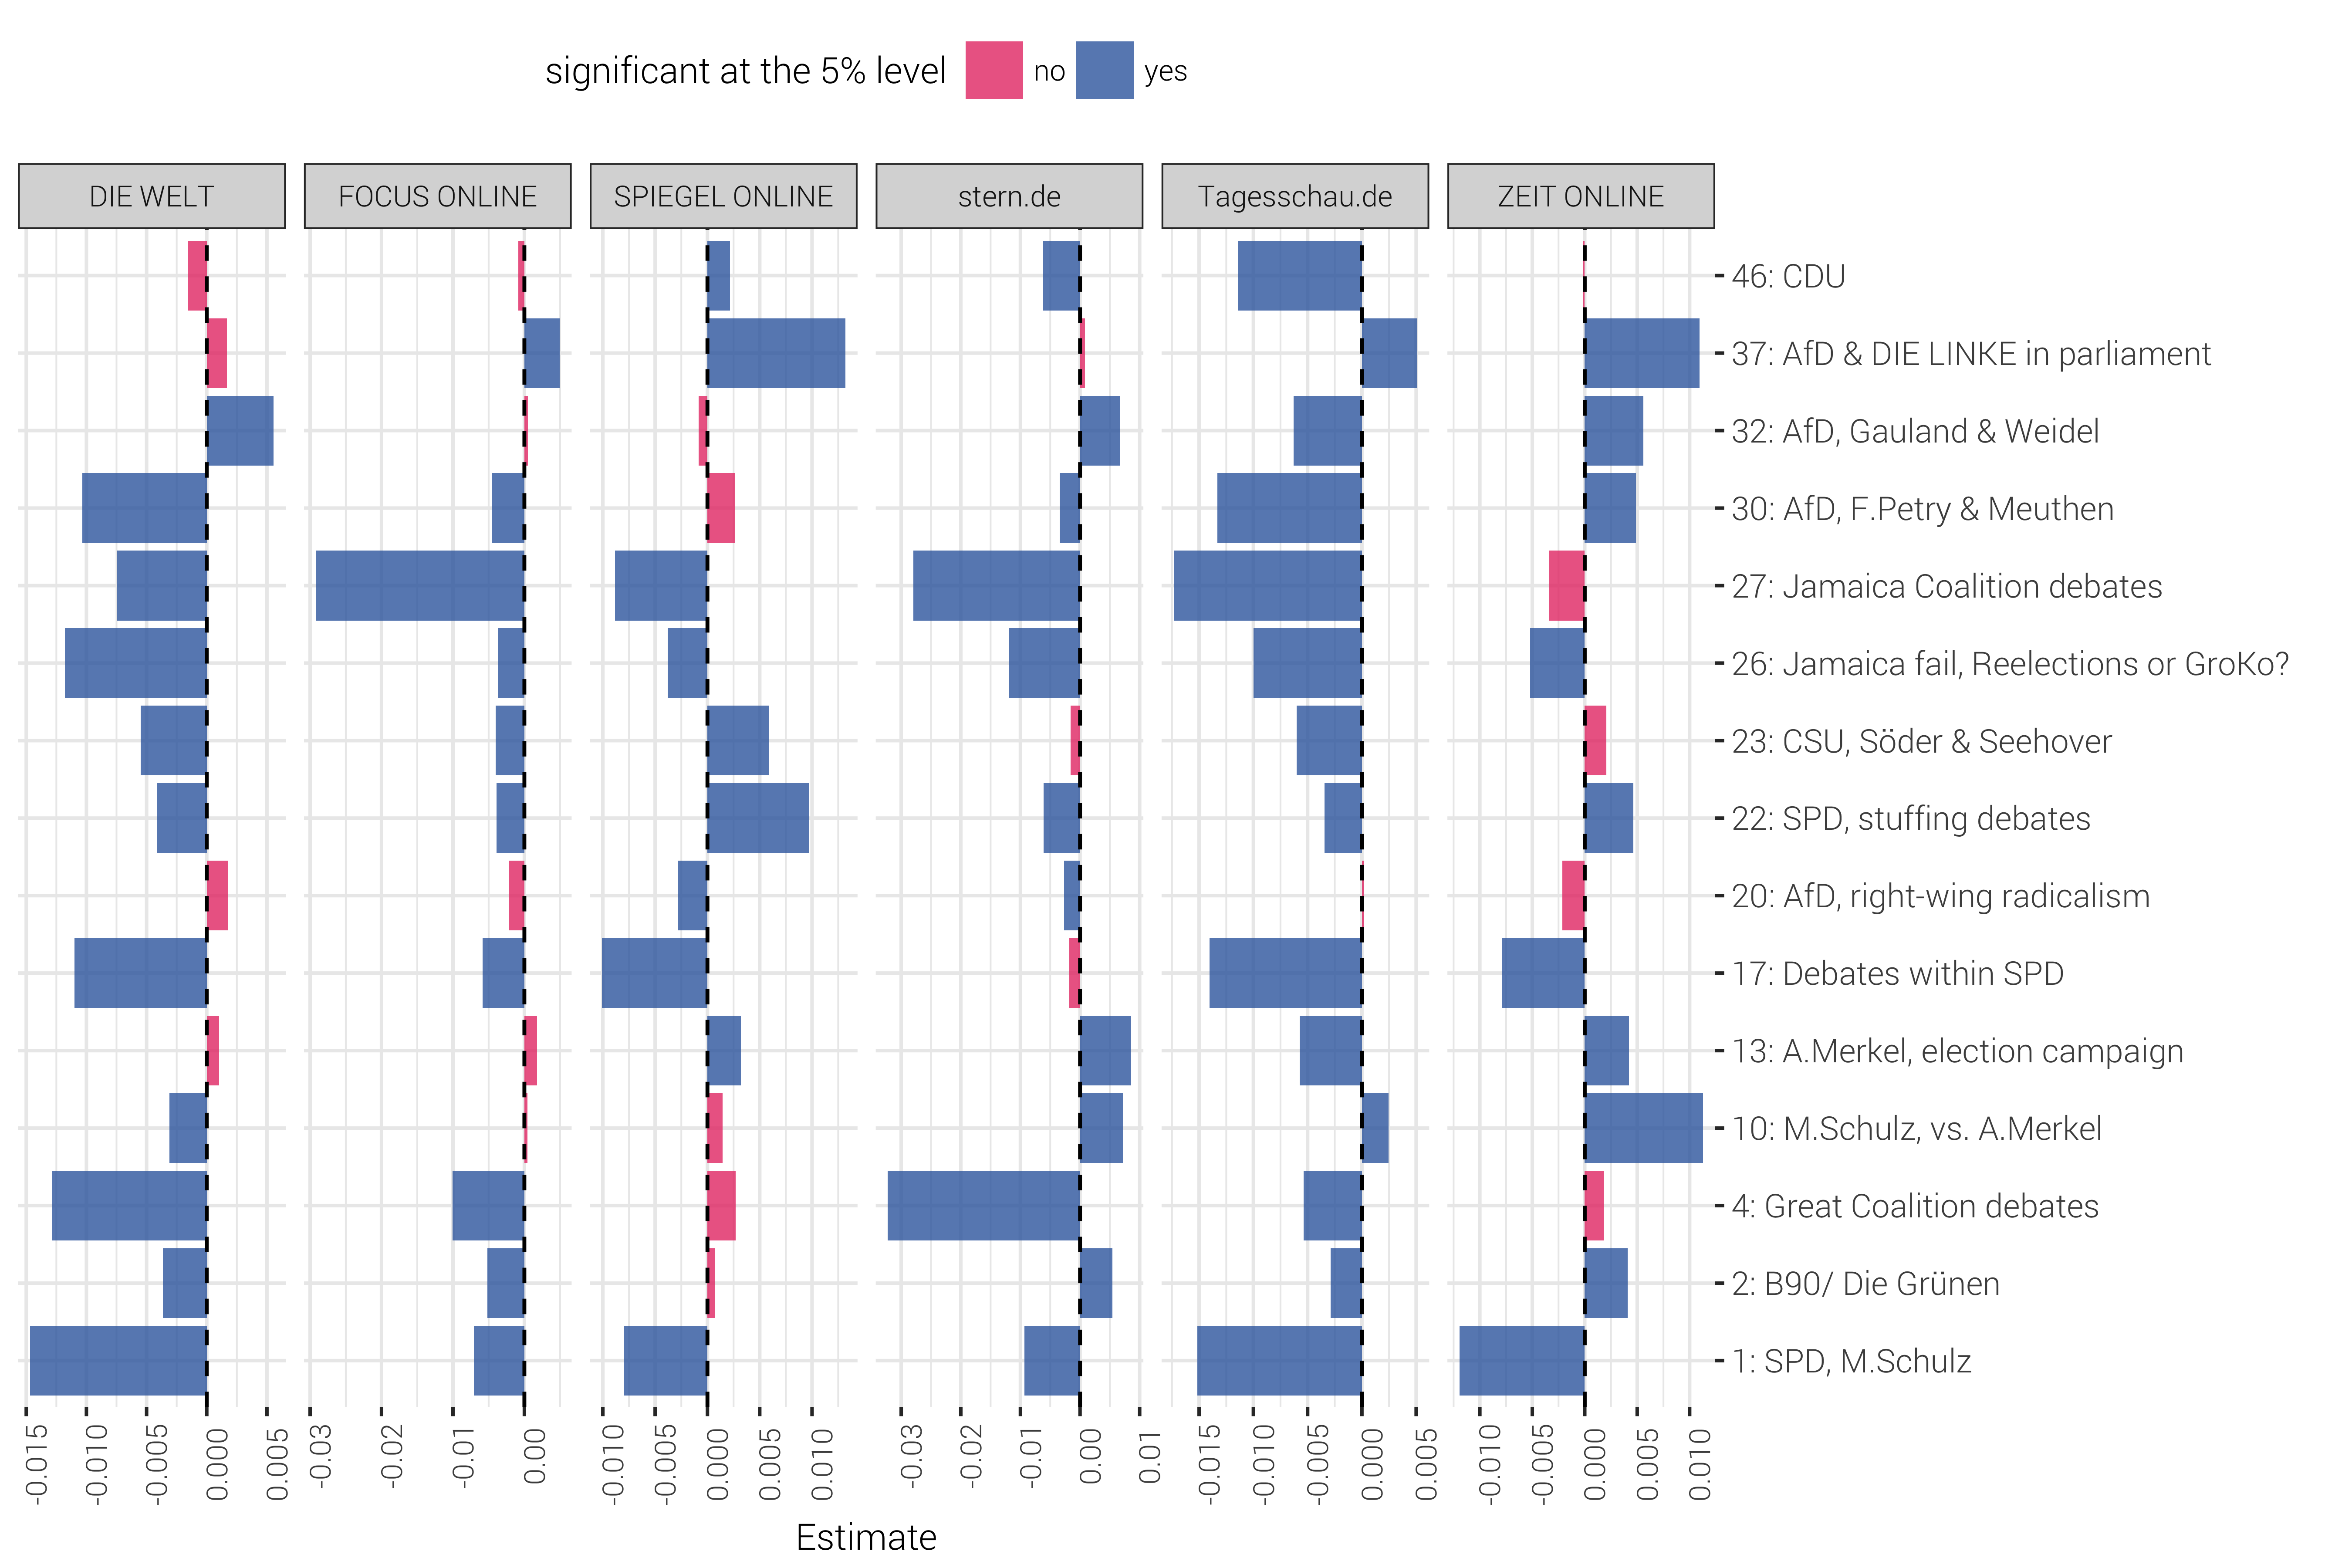 significant at the 5% level no yes
DIE WELT FOCUS ONLINE SPIEGEL ONLINE stern.de Tagesschau.de ZEIT ONLINE
46: CDU
37: AfD & DIE LINKE in parliament
32: AfD, Gauland & Weidel
30: AfD, F.Petry & Meuthen
27: Jamaica Coalition debates
26: Jamaica fail, Reelections or GroKo?
23: CSU, Söder & Seehover
22: SPD, stuffing debates
20: AfD, right-wing radicalism
17: Debates within SPD
13: A.Merkel, election campaign
10: M.Schulz, vs. A.Merkel
4: Great Coalition debates
2: B90/ Die Grünen
1: SPD, M.Schulz
-0.015 -0.010 -0.005 0.000 0.005 -0.03 -0.02 -0.01 0.00 -0.010 -0.005 0.000 0.005 0.010 -0.03 -0.02 -0.01 0.00 0.01 -0.015 -0.010 -0.005 0.000 0.005 -0.010 -0.005 0.000 0.005 0.010
Estimate